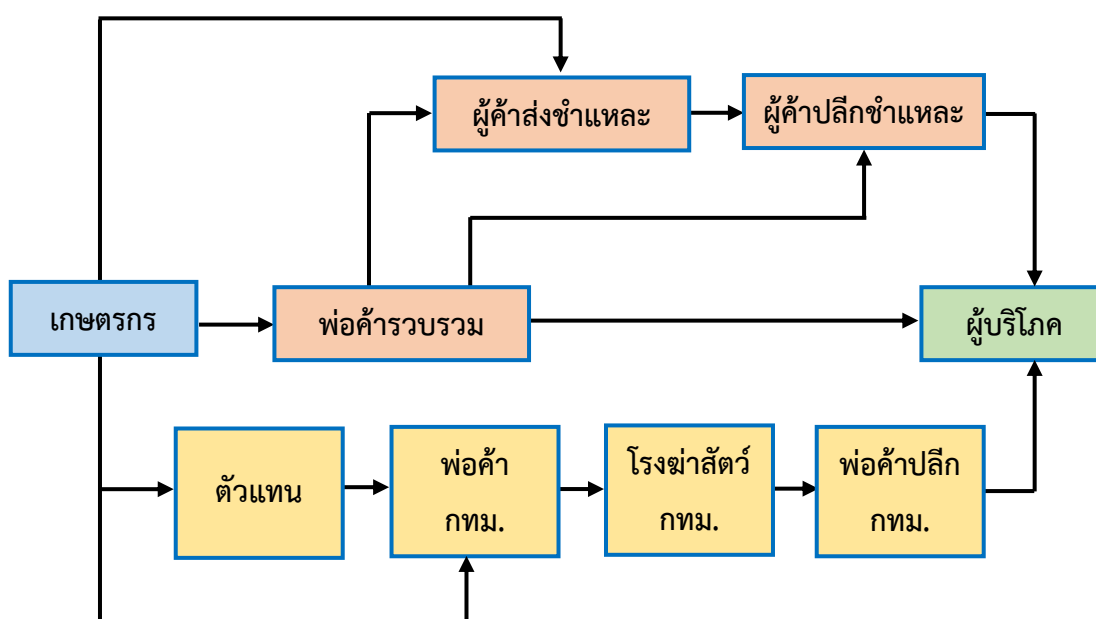 ผู้ค้าส่งชำแหละ
ผู้ค้าปลีกชำแหละ
เกษตรกร
พ่อค้ารวบรวม
ผู้บริโภค
ตัวแทน
พ่อค้า
กทม.
โรงฆ่าสัตว์
กทม.
พ่อค้าปลีก
กทม.